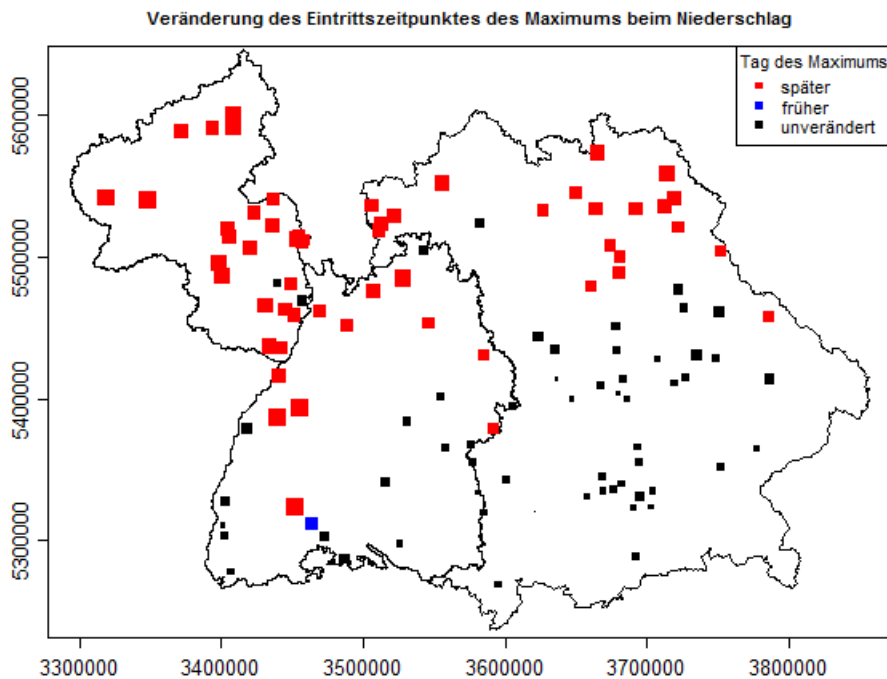 Veränderung des Eintrittszeitpunktes des Maximums beim Niederschlag
Tag des Maximums
später
früher
unverändert
5600000
5500000
5400000
5300000
3300000 3400000 3500000 3600000 3700000 3800000